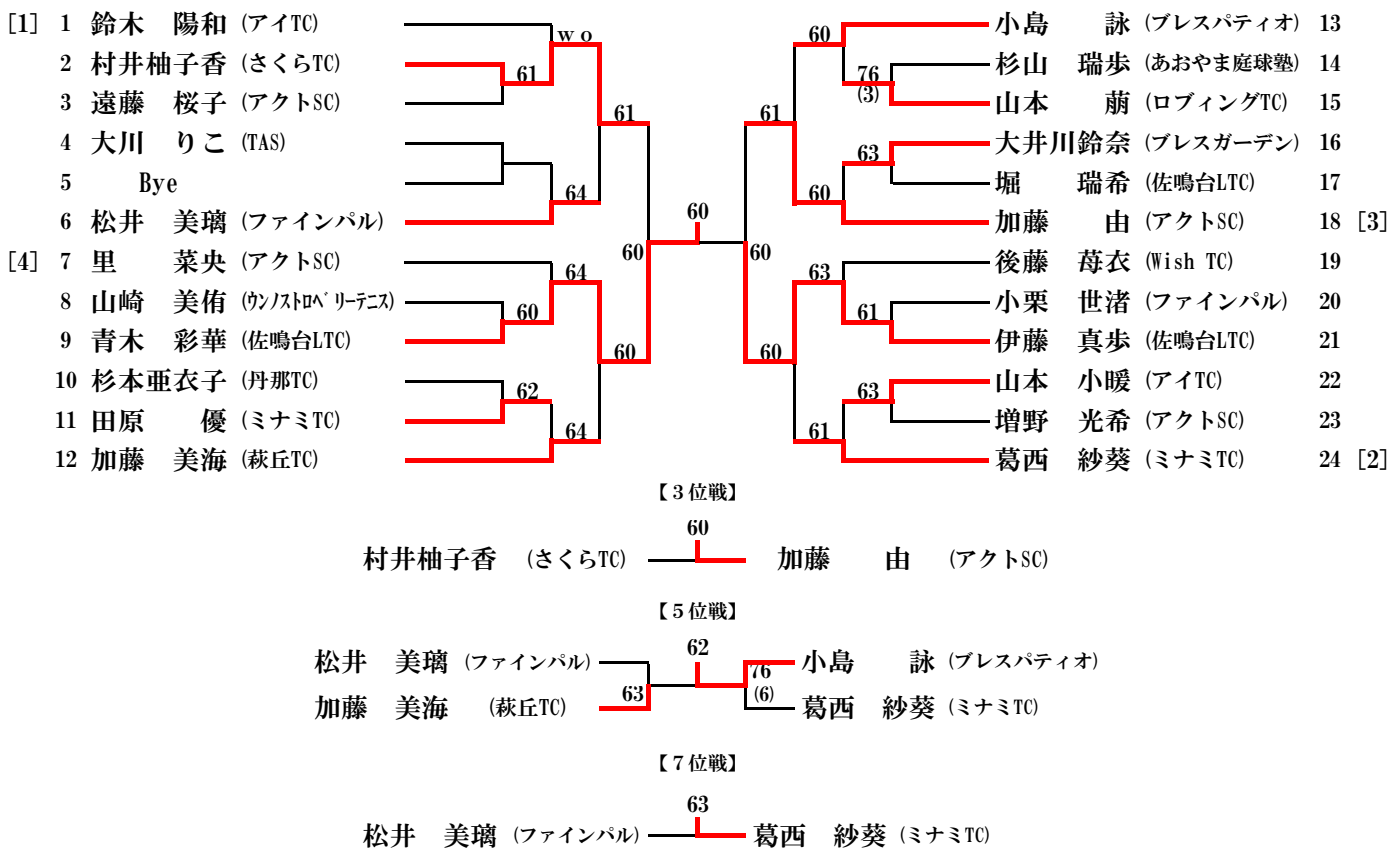 [1] 1 鈴木 陽和 (アイTC)
2 村井柚子香 (さくらTC)
3 遠藤 桜子 (アクトSC)
4 大川 りこ (TAS)
5 Bye
6 松井 美璃 (ファインパル)
[4] 7 里 菜央 (アクトSC)
8 山崎 美侑 (ウンノストロベリーテニス)
9 青木 彩華 (佐鳴台LTC)
10 杉本亜衣子 (丹那TC)
11 田原 優 (ミナミTC)
12 加藤 美海 (萩丘TC)
wo
61
61
64
64
60
60
62
64
60
60
60
60
76
(3)
61
63
60
63
61
60
63
61
小島 詠 (ブレスパティオ) 13
杉山 瑞歩 (あおやま庭球塾) 14
山本 萠 (ロブィングTC) 15
大井川鈴奈 (ブレスガーデン) 16
堀 瑞希 (佐鳴台LTC) 17
加藤 由 (アクトSC) 18 [3]
後藤 苺衣 (Wish TC) 19
小栗 世渚 (ファインパル) 20
伊藤 真歩 (佐鳴台LTC) 21
山本 小暖 (アイTC) 22
増野 光希 (アクトSC) 23
葛西 紗葵 (ミナミTC) 24 [2]
【３位戦】
60
村井柚子香 (さくらTC) 加藤 由 (アクトSC)
【５位戦】
62
松井 美璃 (ファインパル) 76 小島 詠 (ブレスパティオ)
加藤 美海 (萩丘TC) 63 (6) 葛西 紗葵 (ミナミTC)
【７位戦】
63
松井 美璃 (ファインパル) 葛西 紗葵 (ミナミTC)